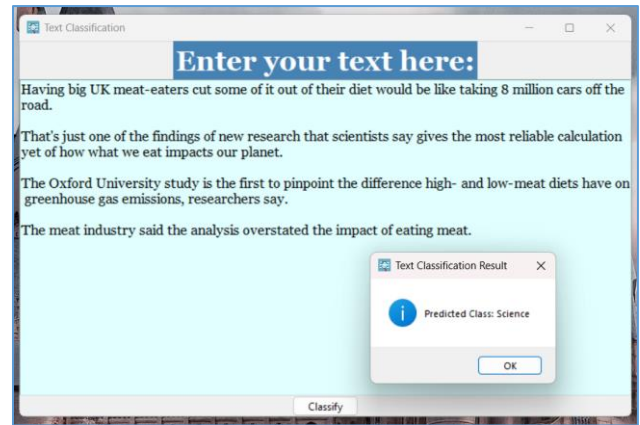 Text Classification
Enter your text here:
Having big UK meat-eaters cut some of it out of their diet would be like taking 8 million cars off the
road.
That's just one of the findings of new research that scientists say gives the most reliable calculation
yet of how what we eat impacts our planet.
The Oxford University study is the first to pinpoint the difference high- and low-meat diets have on
greenhouse gas emissions, researchers say.
The meat industry said the analysis overstated the impact of eating meat.
Text Classification Result
Predicted Class: Science
OK
Classify